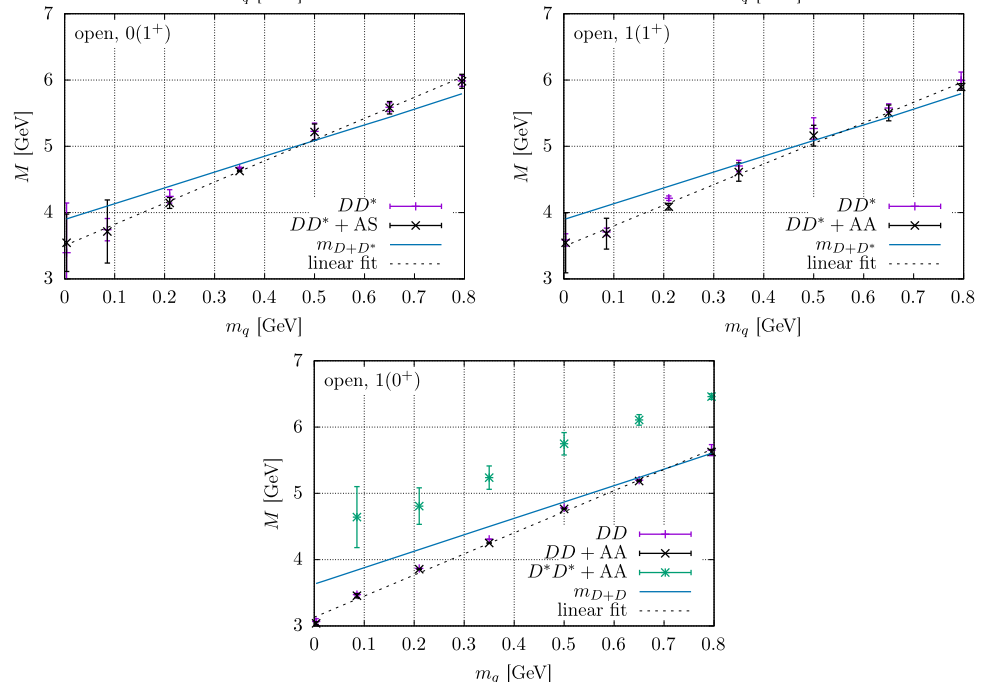 m_q [GeV] m_q [GeV]
open, 0(1⁺)
7
6
5
4
3
M [GeV]
DD*
DD* + AS
m_{D+D*}
linear fit
0 0.1 0.2 0.3 0.4 0.5 0.6 0.7 0.8
m_q [GeV]
open, 1(1⁺)
7
6
5
4
3
M [GeV]
DD*
DD* + AA
m_{D+D*}
linear fit
0 0.1 0.2 0.3 0.4 0.5 0.6 0.7 0.8
m_q [GeV]
open, 1(0⁺)
7
6
5
4
3
M [GeV]
DD
DD + AA
D*D* + AA
m_{D+D}
linear fit
0 0.1 0.2 0.3 0.4 0.5 0.6 0.7 0.8
m_q [GeV]